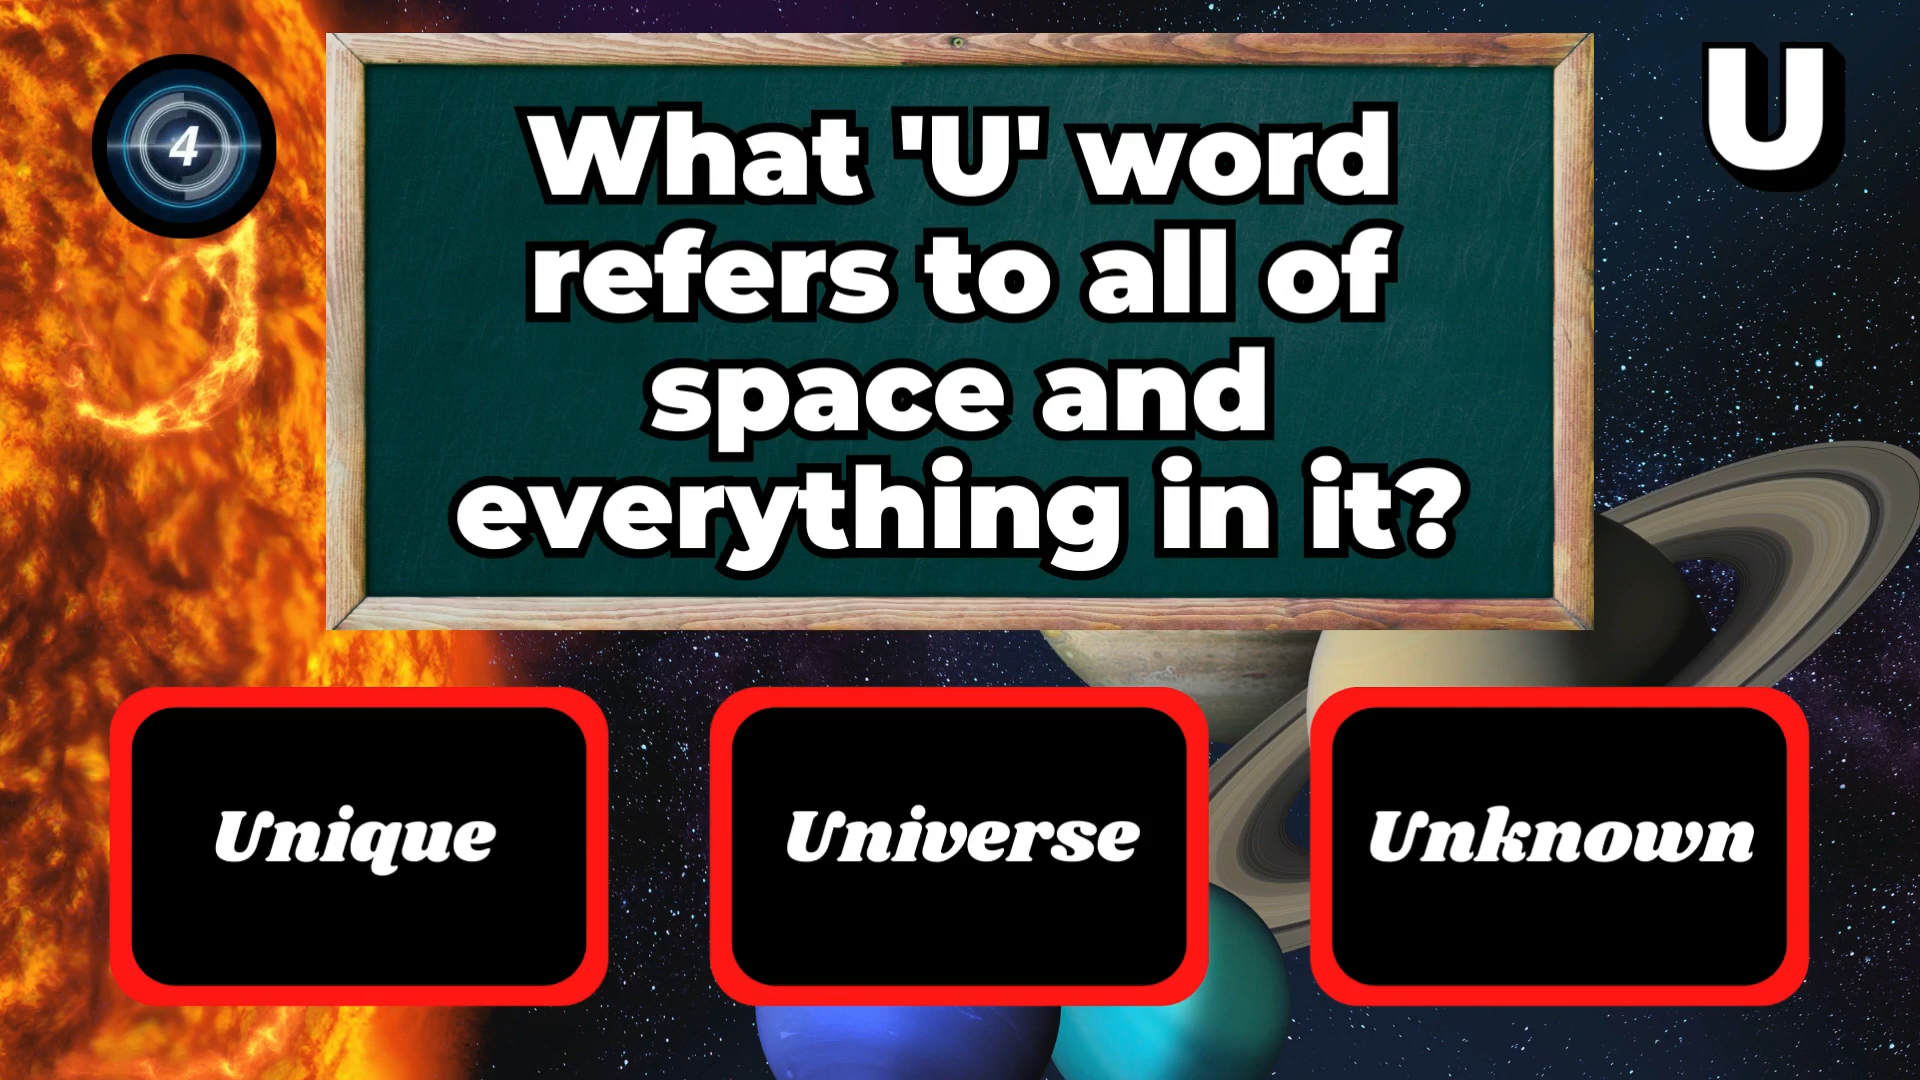 4
U
What 'U' word
refers to all of
space and
everything in it?
Unique
Universe
Unknown